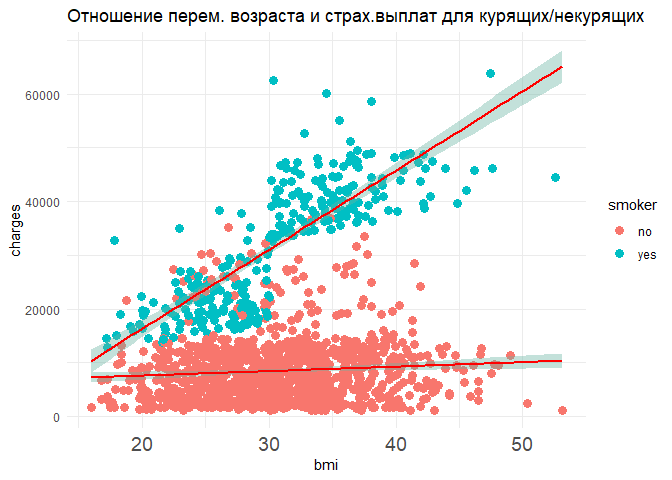 Отношение перем. возраста и страх.выплат для курящих/некурящих
60000
40000
20000
0
charges
20 30 40 50
bmi
smoker
no
yes